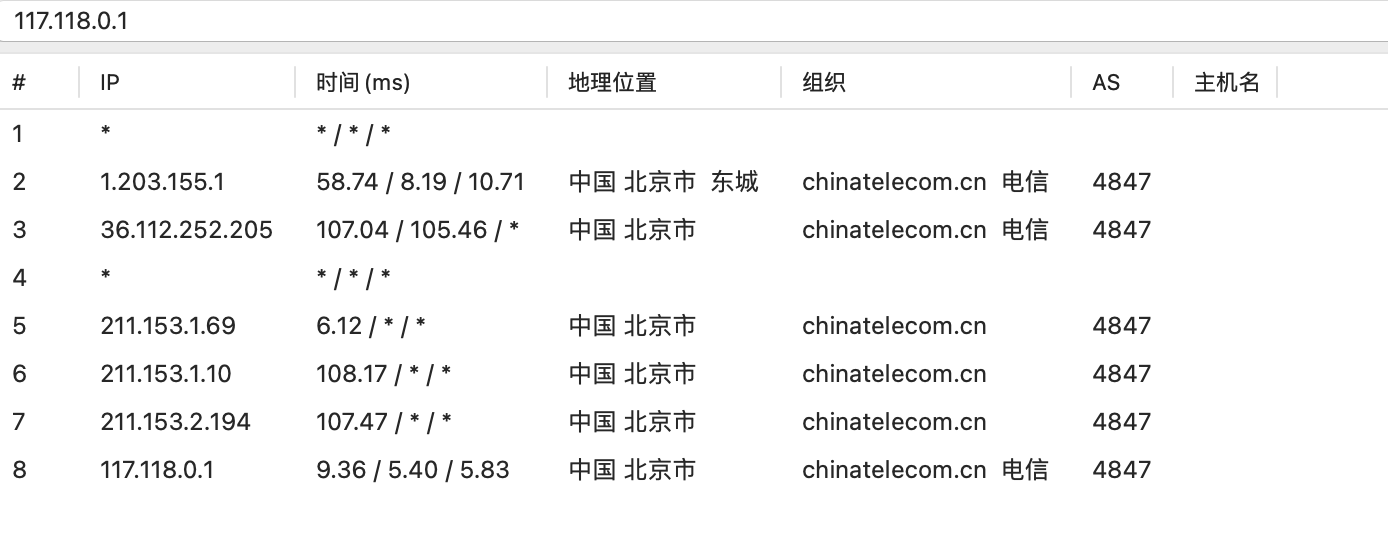 117.118.0.1
# IP 时间 (ms) 地理位置 组织 AS 主机名
1 * * / * / *
2 1.203.155.1 58.74 / 8.19 / 10.71 中国 北京市 东城 chinatelecom.cn 电信 4847
3 36.112.252.205 107.04 / 105.46 / * 中国 北京市 chinatelecom.cn 电信 4847
4 * * / * / *
5 211.153.1.69 6.12 / * / * 中国 北京市 chinatelecom.cn 4847
6 211.153.1.10 108.17 / * / * 中国 北京市 chinatelecom.cn 4847
7 211.153.2.194 107.47 / * / * 中国 北京市 chinatelecom.cn 4847
8 117.118.0.1 9.36 / 5.40 / 5.83 中国 北京市 chinatelecom.cn 电信 4847